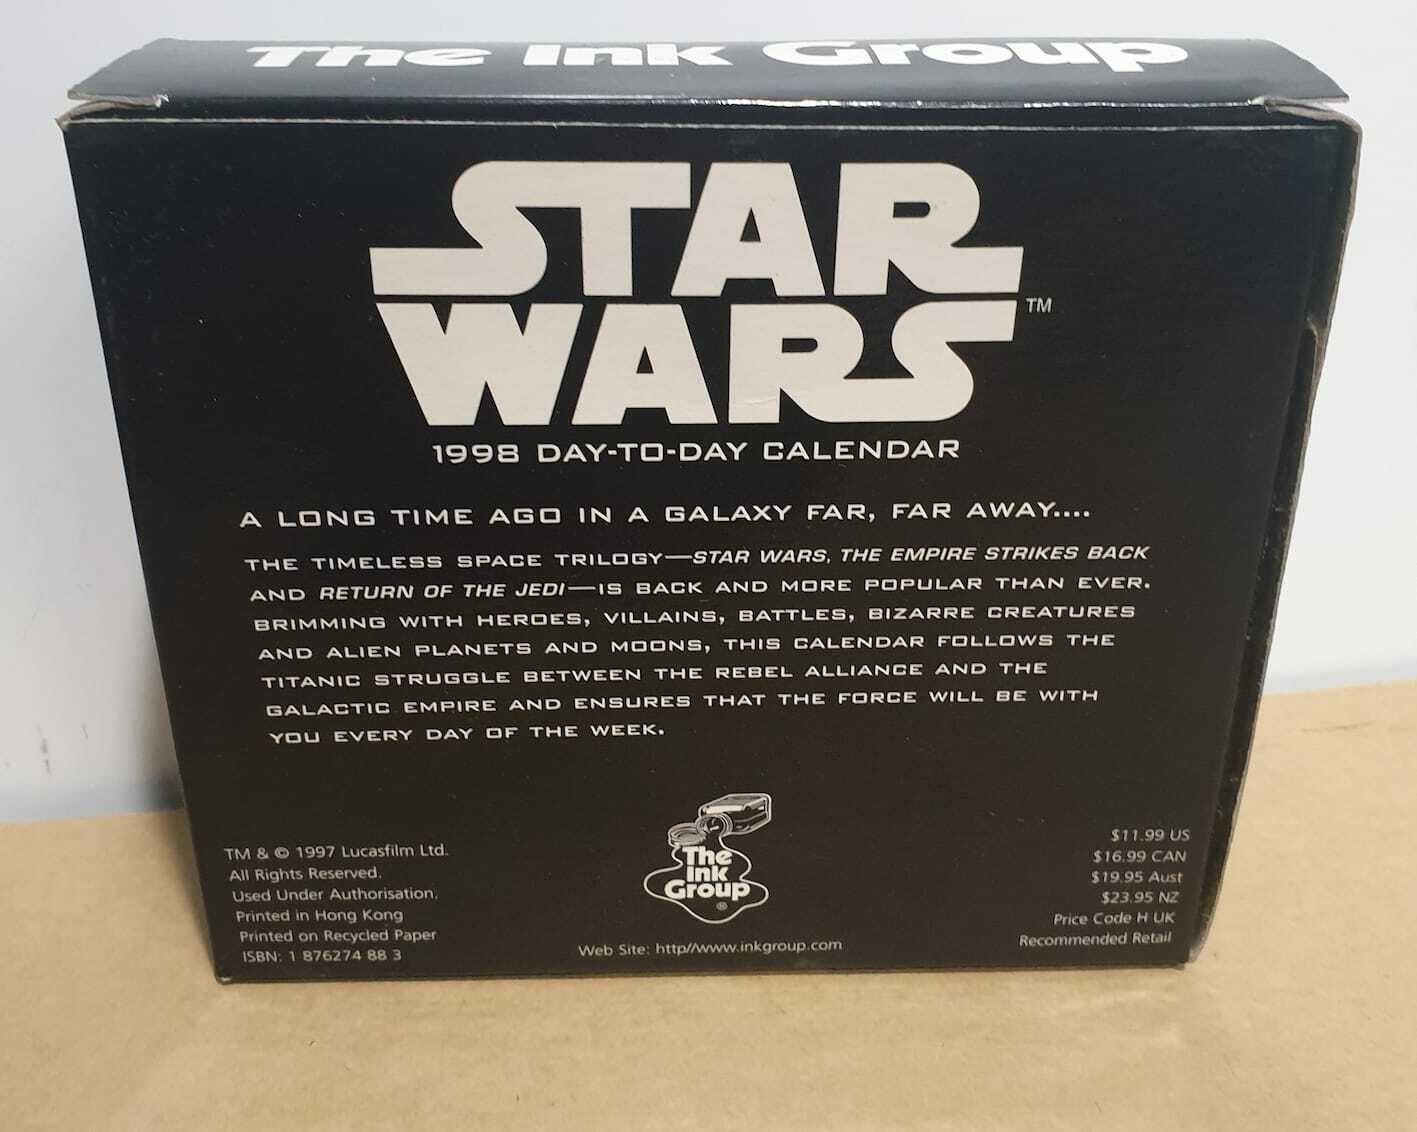 The Ink Group
STAR
WARS
TM
1998 DAY-TO-DAY CALENDAR
A LONG TIME AGO IN A GALAXY FAR, FAR AWAY....
THE TIMELESS SPACE TRILOGY—STAR WARS, THE EMPIRE STRIKES BACK
AND RETURN OF THE JEDI—IS BACK AND MORE POPULAR THAN EVER.
BRIMMING WITH HEROES, VILLAINS, BATTLES, BIZARRE CREATURES
AND ALIEN PLANETS AND MOONS, THIS CALENDAR FOLLOWS THE
TITANIC STRUGGLE BETWEEN THE REBEL ALLIANCE AND THE
GALACTIC EMPIRE AND ENSURES THAT THE FORCE WILL BE WITH
YOU EVERY DAY OF THE WEEK.
TM & © 1997 Lucasfilm Ltd.
All Rights Reserved.
Used Under Authorisation.
Printed in Hong Kong
Printed on Recycled Paper
ISBN: 1 876274 88 3
The
Ink
Group
®
Web Site: http//www.inkgroup.com
$11.99 US
$16.99 CAN
$19.95 Aust
$23.95 NZ
Price Code H UK
Recommended Retail